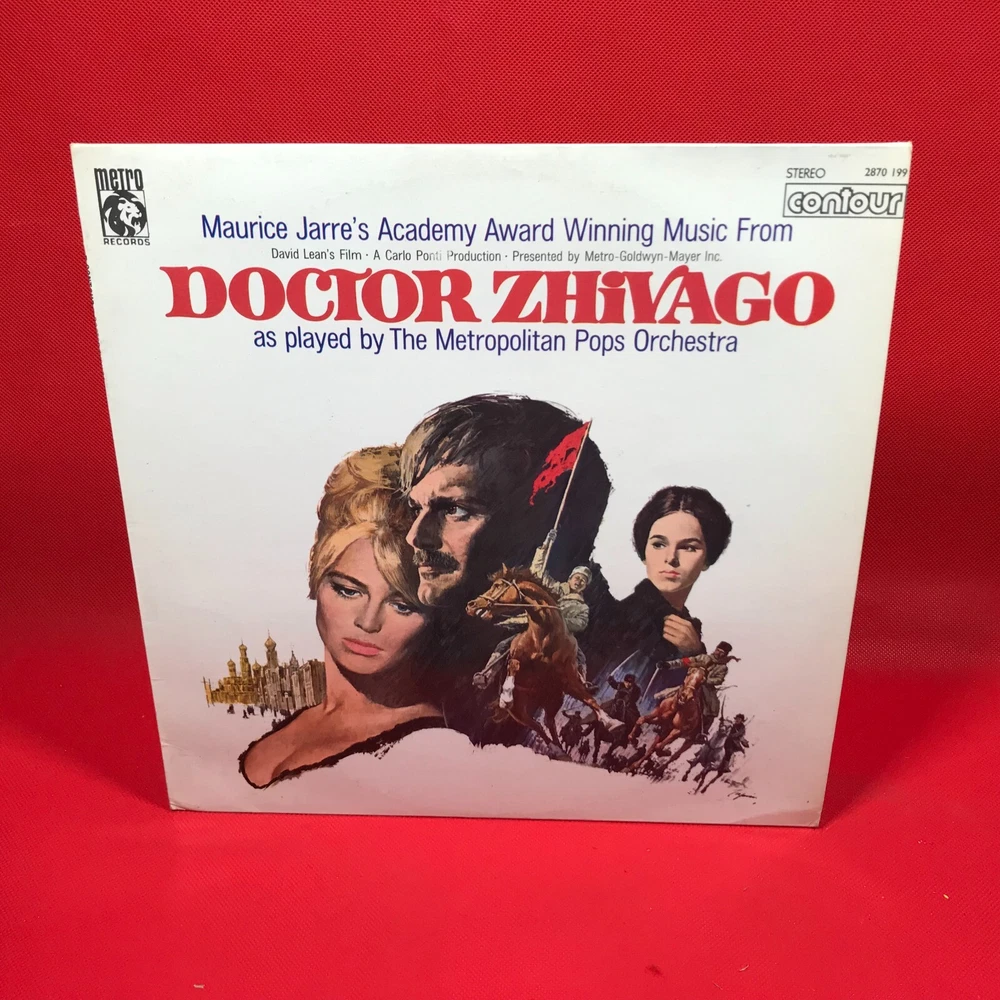 METRO
RECORDS
STEREO 2870 199
contour
Maurice Jarre's Academy Award Winning Music From
David Lean's Film · A Carlo Ponti Production · Presented by Metro-Goldwyn-Mayer Inc.
DOCTOR ZHiVAGO
as played by The Metropolitan Pops Orchestra